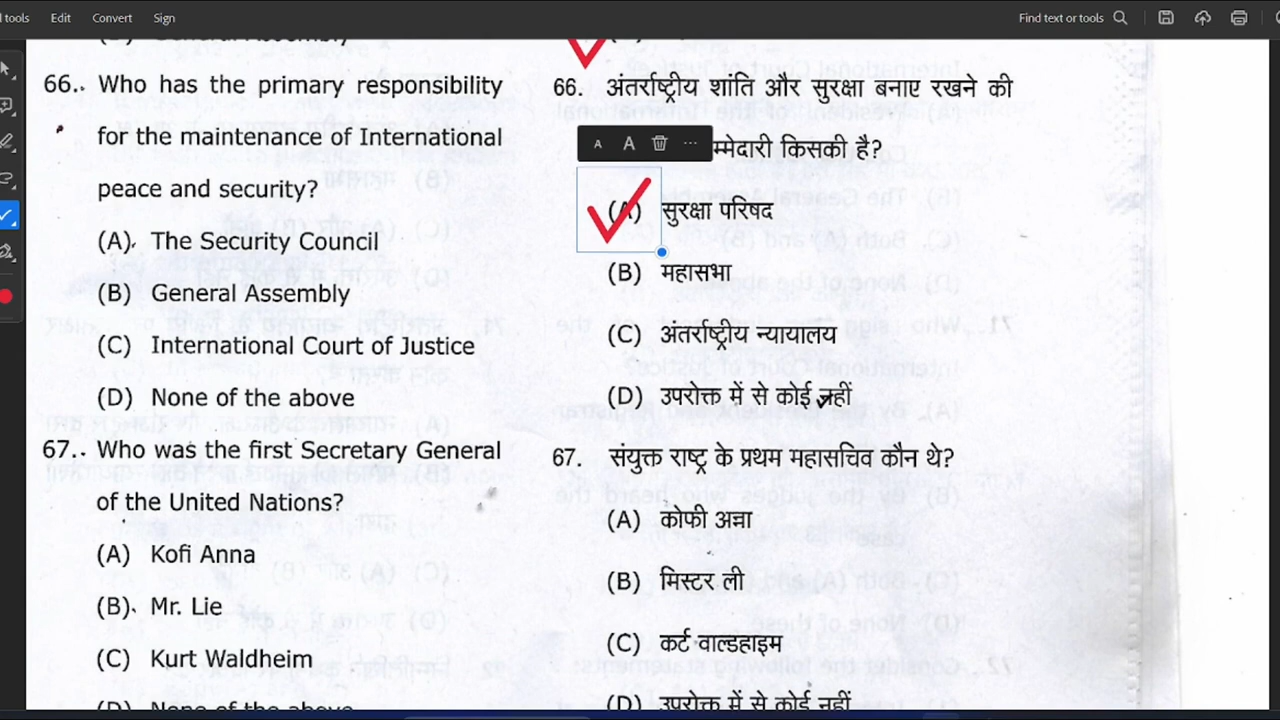 l tools Edit Convert Sign Find text or tools
66. Who has the primary responsibility
for the maintenance of International
peace and security?
(A) The Security Council
(B) General Assembly
(C) International Court of Justice
(D) None of the above
67. Who was the first Secretary General
of the United Nations?
(A) Kofi Anna
(B) Mr. Lie
(C) Kurt Waldheim
(D) None of the above
66. अंतर्राष्ट्रीय शांति और सुरक्षा बनाए रखने की
म्मेदारी किसकी है?
(A) सुरक्षा परिषद
(B) महासभा
(C) अंतर्राष्ट्रीय न्यायालय
(D) उपरोक्त में से कोई नहीं
67. संयुक्त राष्ट्र के प्रथम महासचिव कौन थे?
(A) कोफी अन्ना
(B) मिस्टर ली
(C) कर्ट वाल्डहाइम
(D) उपरोक्त में से कोई नहीं